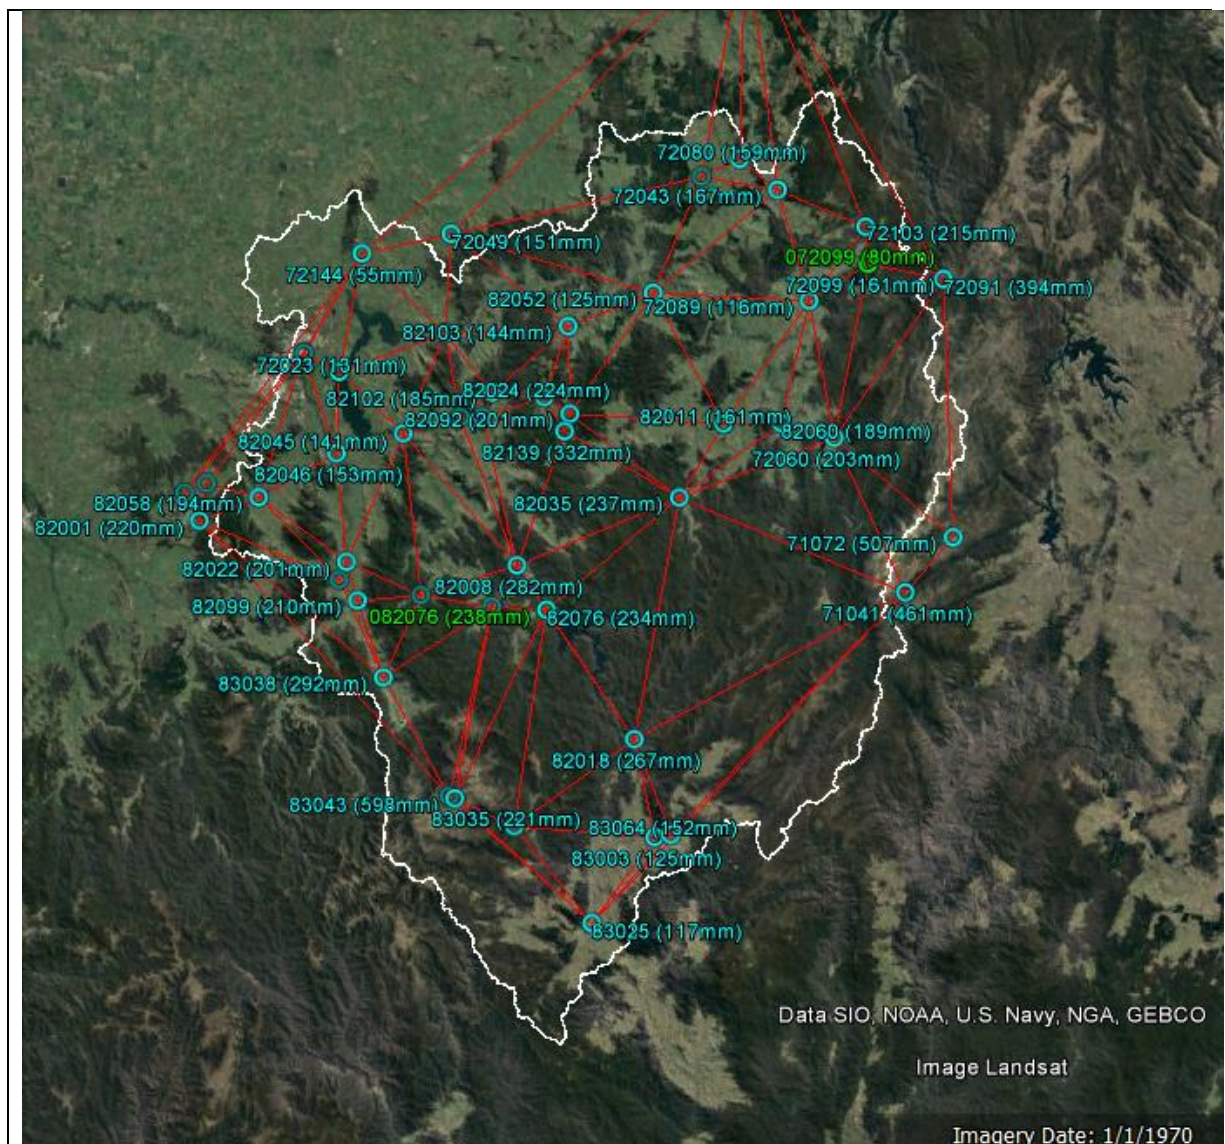 72080 (159mm)
72043 (167mm)
72103 (215mm)
72049 (151mm)
072099 (80mm)
72144 (55mm)
72099 (161mm)
72091 (394mm)
82052 (125mm)
72089 (116mm)
82103 (144mm)
72023 (131mm)
82024 (224mm)
82102 (185mm)
82092 (201mm)
82011 (161mm)
82060 (189mm)
82045 (141mm)
82139 (332mm)
72060 (203mm)
82046 (153mm)
82058 (194mm)
82035 (237mm)
82001 (220mm)
82022 (201mm)
82008 (282mm)
82099 (210mm)
082076 (238mm)
82076 (234mm)
71072 (507mm)
71041 (461mm)
83038 (292mm)
82018 (267mm)
83043 (599mm)
83035 (221mm)
83064 (152mm)
83003 (125mm)
83025 (117mm)
Data SIO, NOAA, U.S. Navy, NGA, GEBCO
Image Landsat
Imagery Date: 1/1/1970